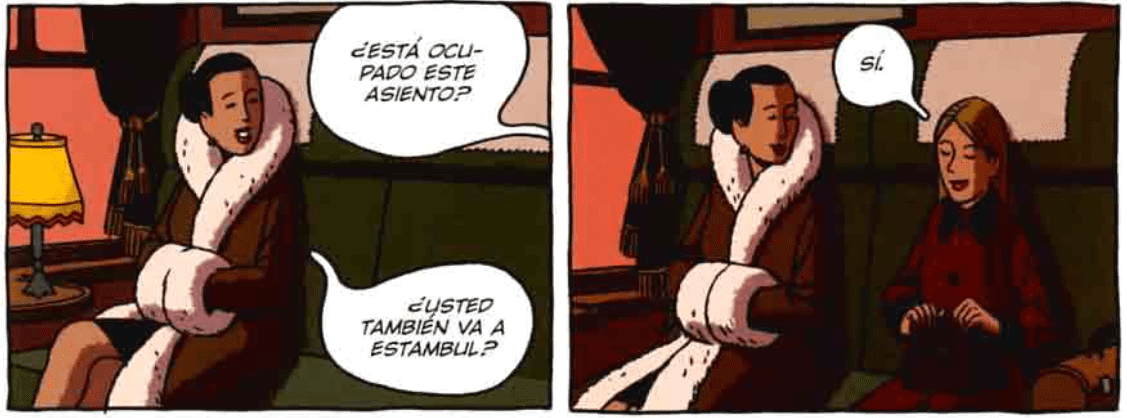 ¿ESTÁ OCU-
PADO ESTE
ASIENTO?
¿USTED
TAMBIÉN VA A
ESTAMBUL?
SÍ.